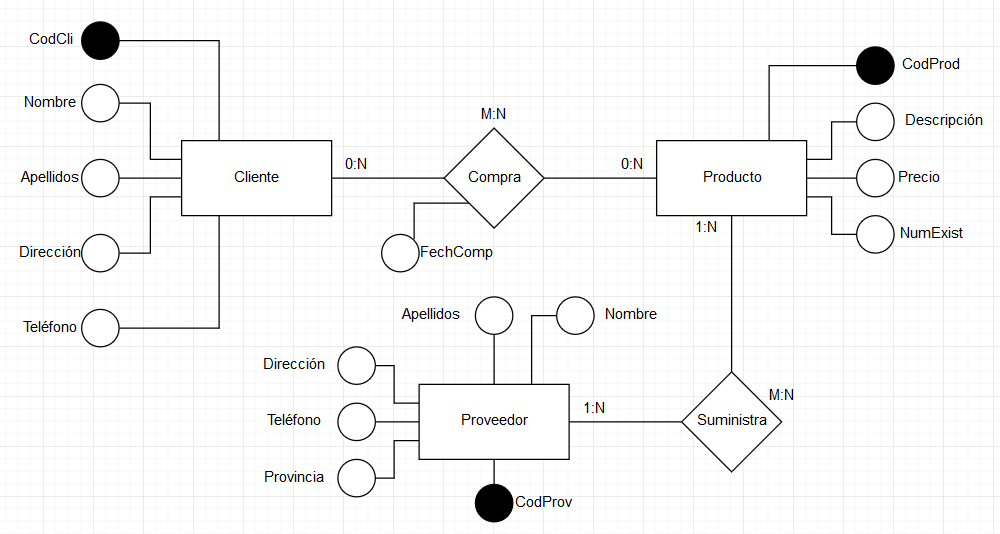 CodCli
Nombre
Apellidos
Dirección
Teléfono
Cliente
0:N
M:N
Compra
FechComp
0:N
Producto
CodProd
Descripción
Precio
NumExist
1:N
M:N
Suministra
1:N
Proveedor
Apellidos
Nombre
Dirección
Teléfono
Provincia
CodProv